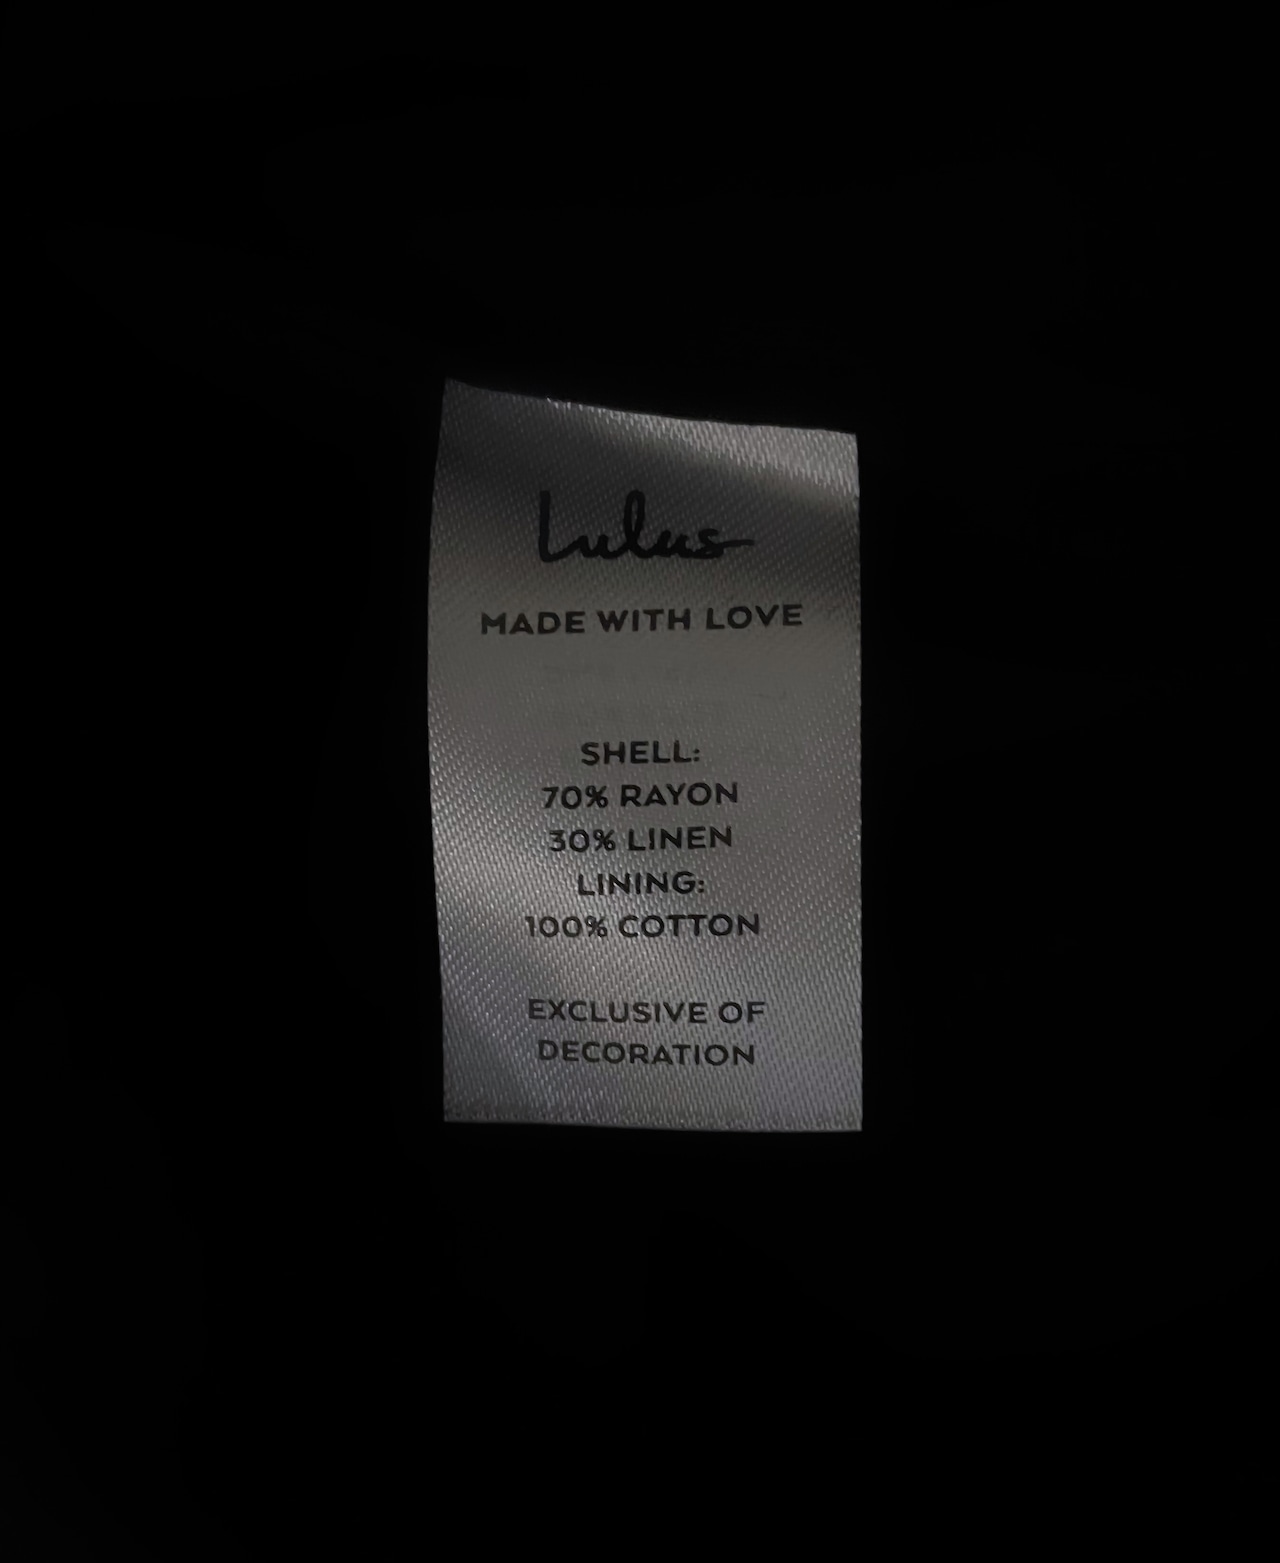 Lulus
MADE WITH LOVE
SHELL:
70% RAYON
30% LINEN
LINING:
100% COTTON
EXCLUSIVE OF
DECORATION